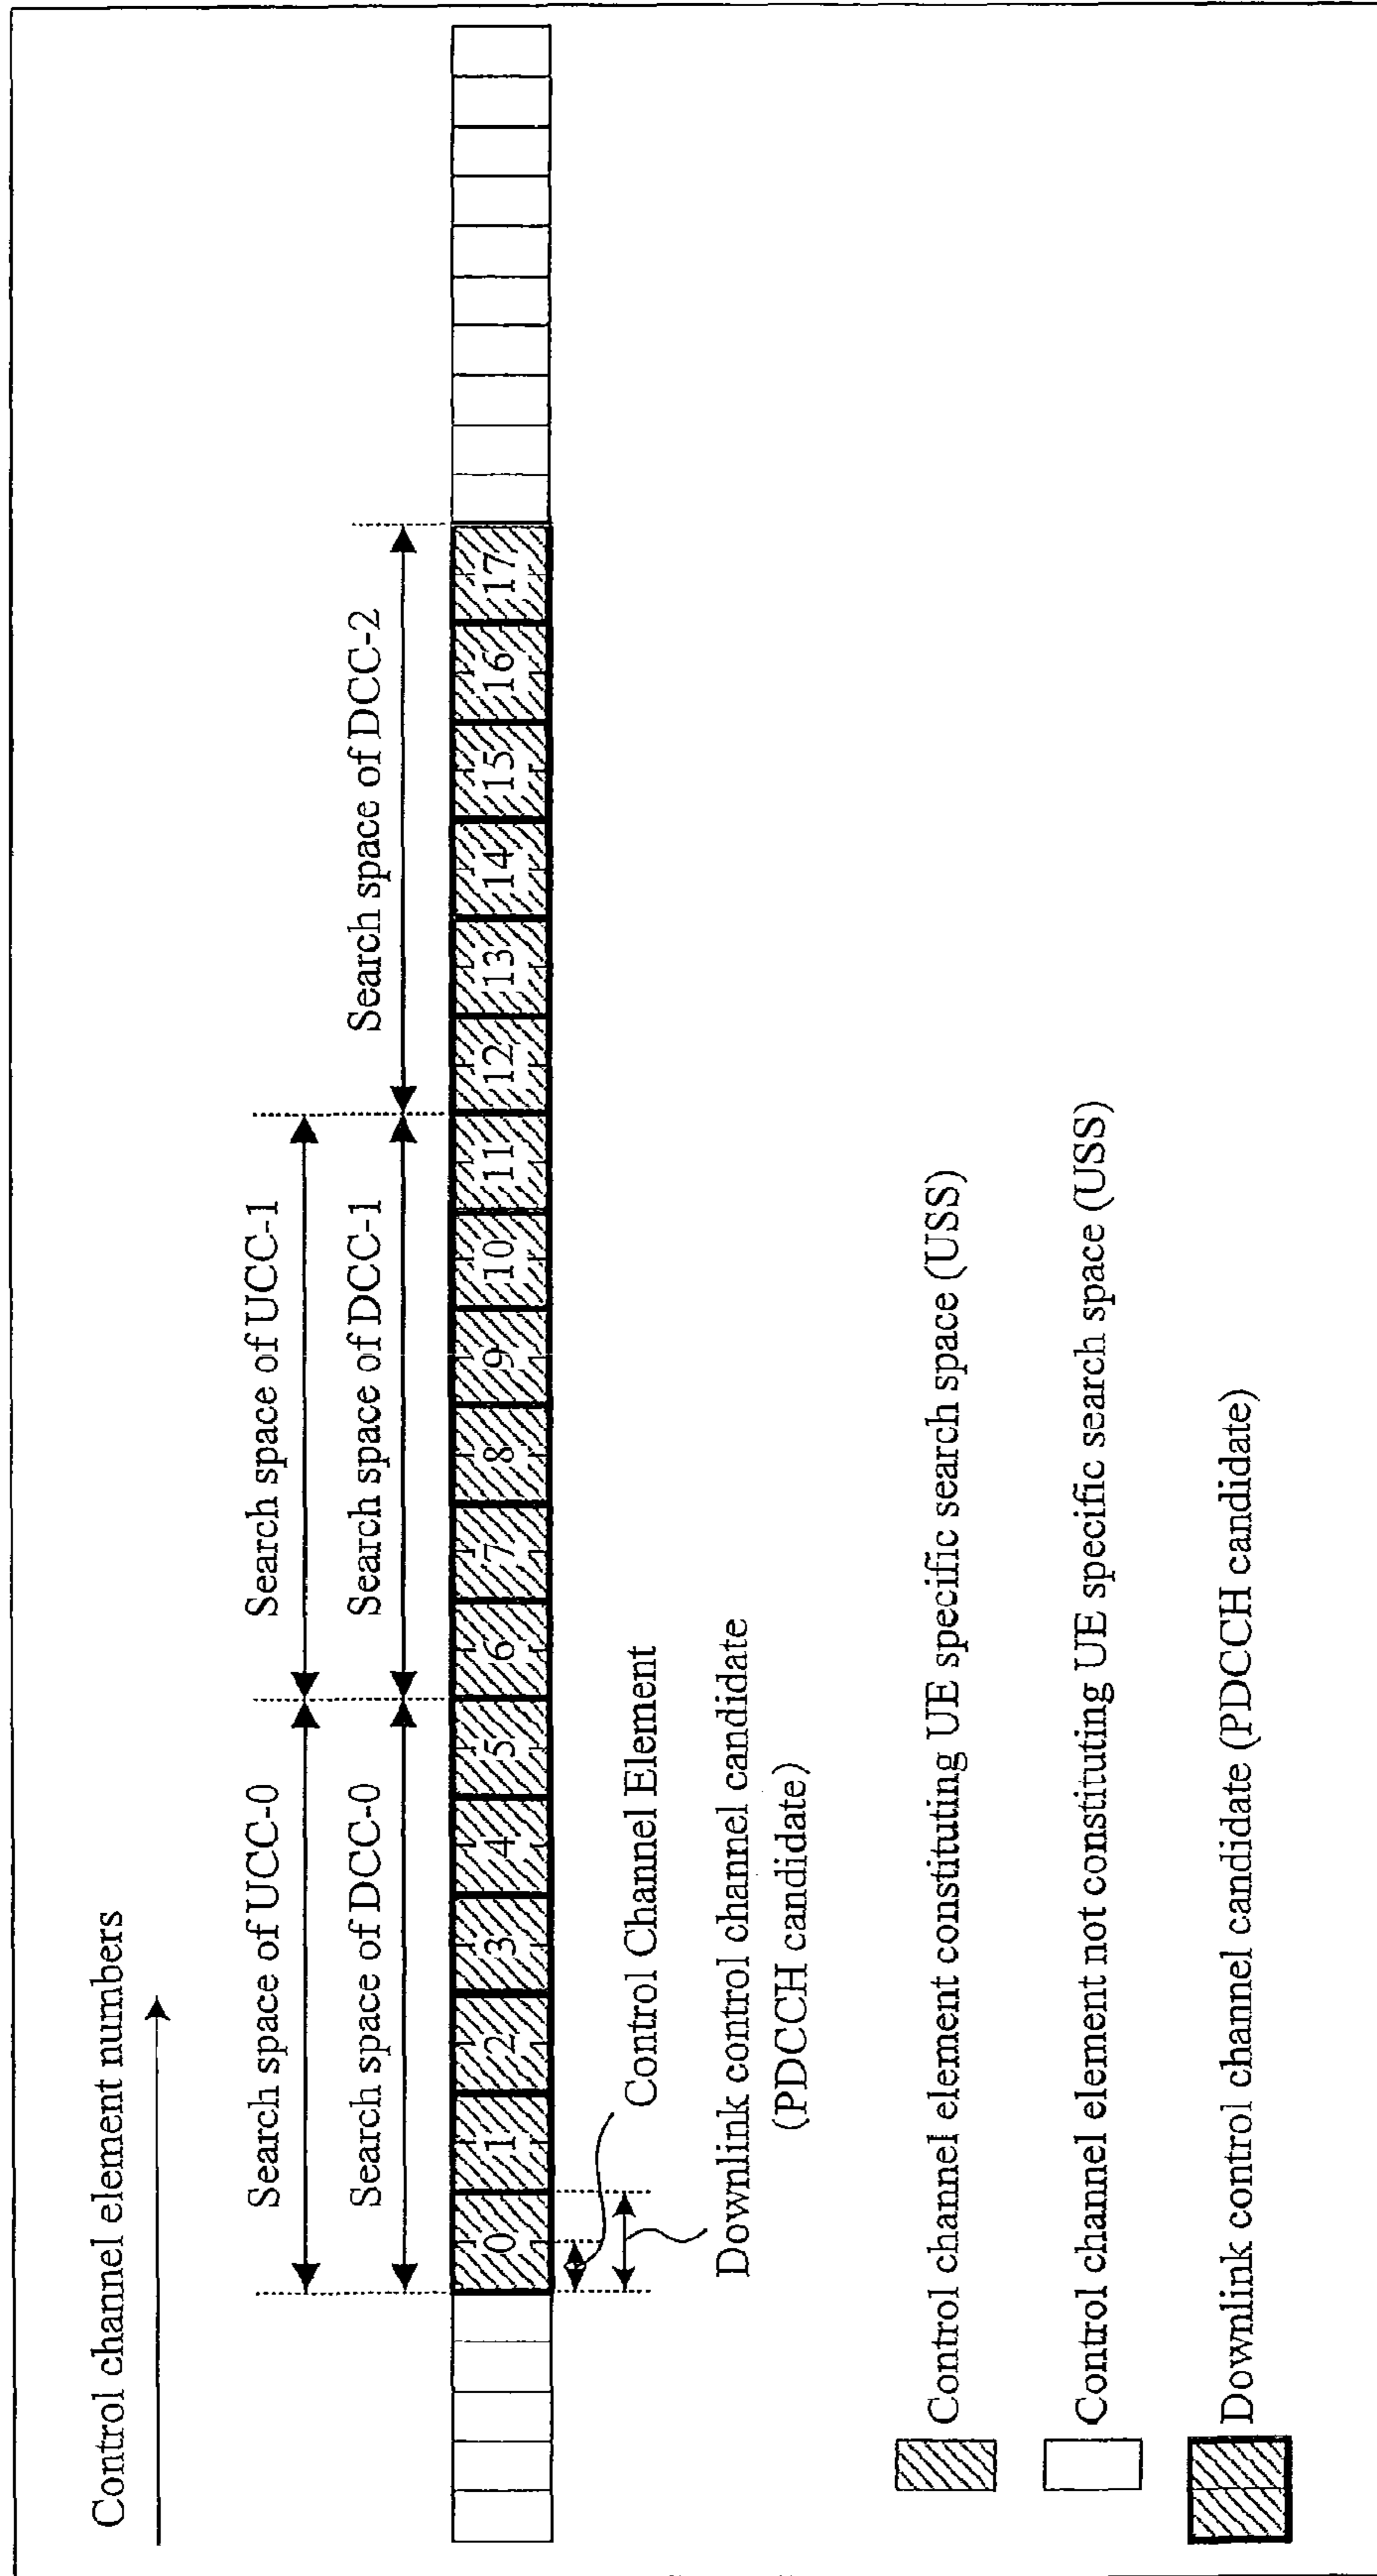 Control channel element numbers
Search space of UCC-0
Search space of UCC-1
Search space of DCC-0
Search space of DCC-1
Search space of DCC-2
0 1 2 3 4 5 6 7 8 9 10 11 12 13 14 15 16 17
Control Channel Element
Downlink control channel candidate
(PDCCH candidate)
Control channel element constituting UE specific search space (USS)
Control channel element not constituting UE specific search space (USS)
Downlink control channel candidate (PDCCH candidate)